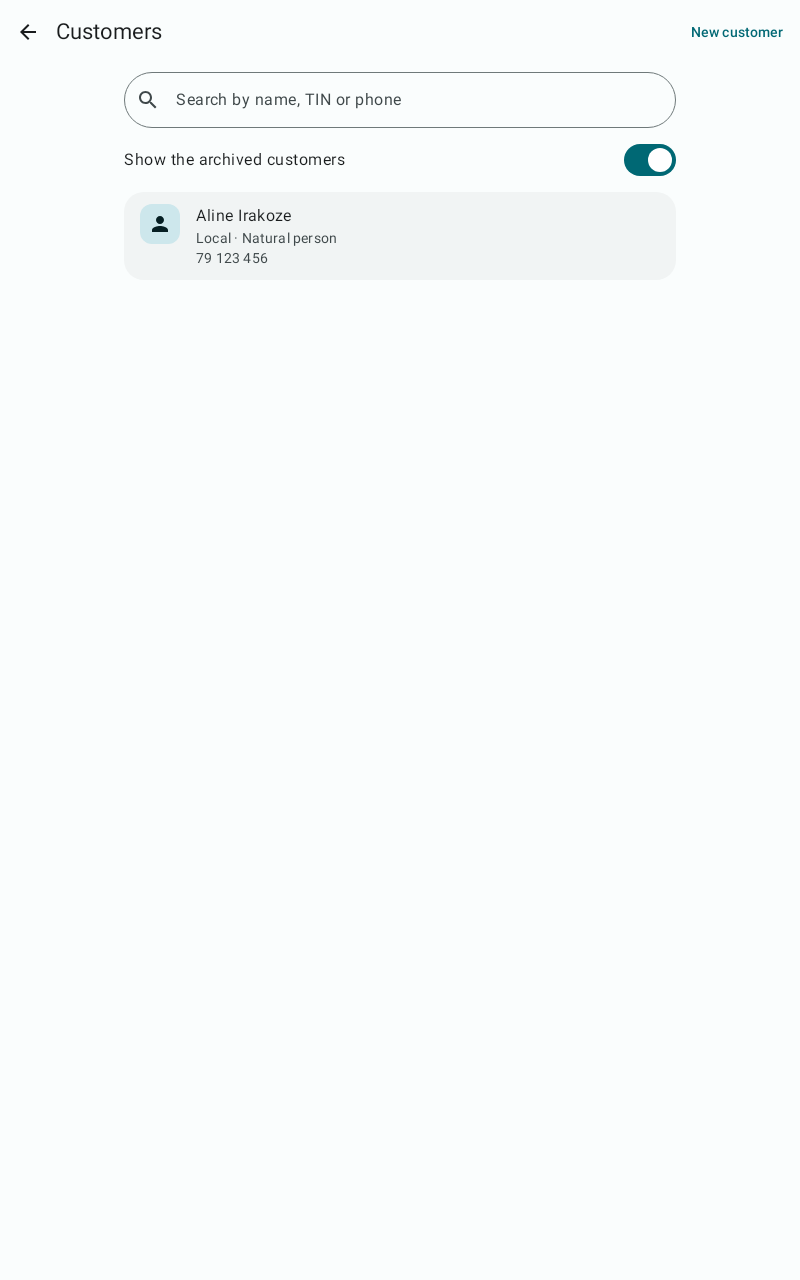 Customers
New customer
Search by name, TIN or phone
Show the archived customers
Aline Irakoze
Local · Natural person
79 123 456